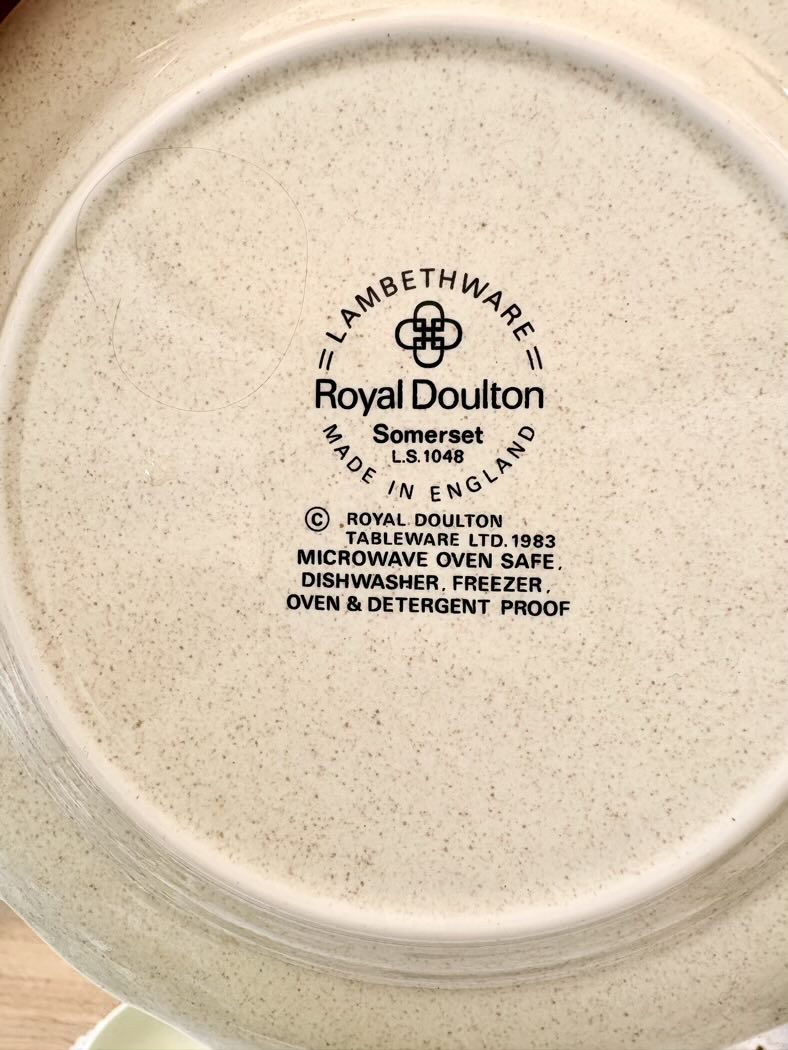 LAMBETHWARE
Royal Doulton
Somerset
L.S. 1048
MADE IN ENGLAND
© ROYAL DOULTON
TABLEWARE LTD. 1983
MICROWAVE OVEN SAFE,
DISHWASHER, FREEZER,
OVEN & DETERGENT PROOF